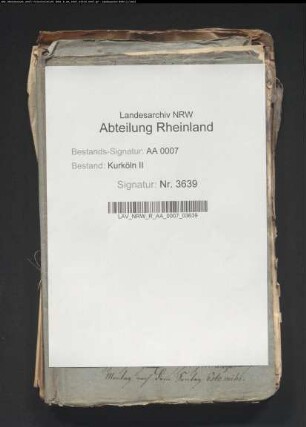 Landesarchiv NRW
Abteilung Rheinland
Bestands-Signatur: AA 0007
Bestand: Kurköln II
Signatur: Nr. 3639
LAV_NRW_R_AA_0007_03639